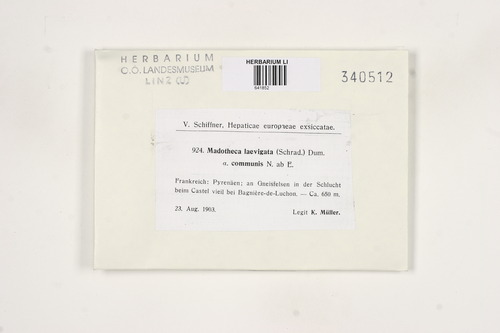 HERBARIUM
O.Ö. LANDESMUSEUM
LINZ (LI)
HERBARIUM LI
641852
340512
V. Schiffner, Hepaticae europaeae exsiccatae.
924. Madotheca laevigata (Schrad.) Dum.
α. communis N. ab E.
Frankreich: Pyrenäen; an Gneisfelsen in der Schlucht
beim Castel vieil bei Bagnière-de-Luchon. — Ca. 650 m.
23. Aug. 1903.
Legit K. Müller.